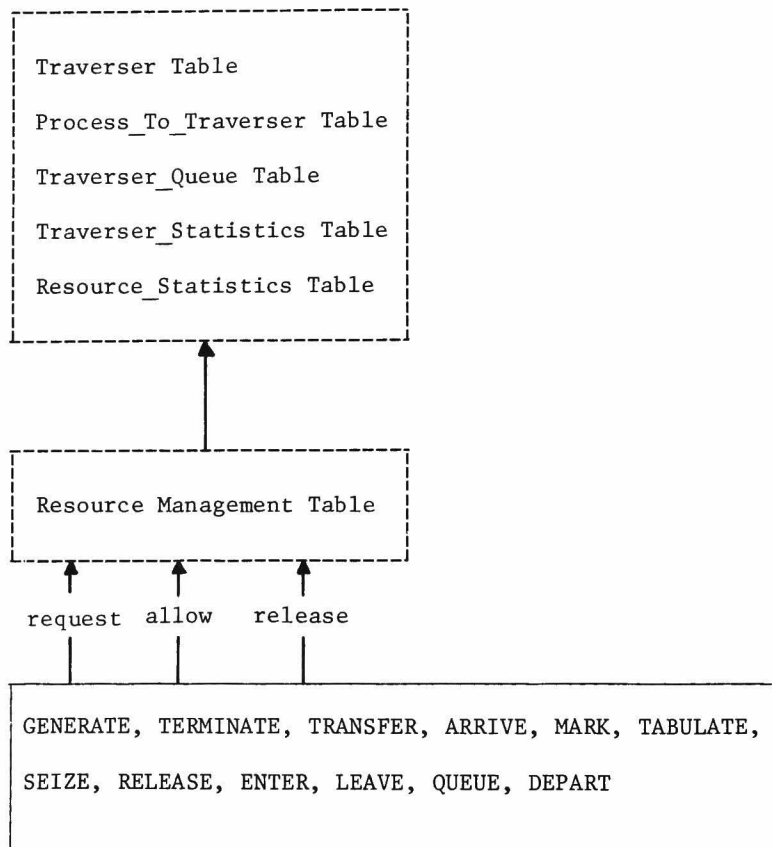 Traverser Table
Process_To_Traverser Table
Traverser_Queue Table
Traverser_Statistics Table
Resource_Statistics Table
Resource Management Table
request allow release
GENERATE, TERMINATE, TRANSFER, ARRIVE, MARK, TABULATE,
SEIZE, RELEASE, ENTER, LEAVE, QUEUE, DEPART